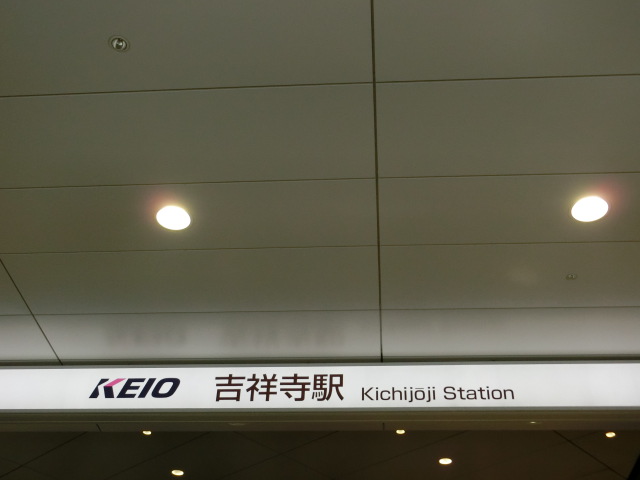 KEIO 吉祥寺駅 Kichijōji Station